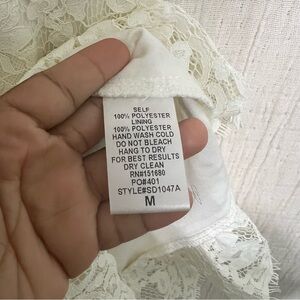 SELF
100% POLYESTER
LINING
100% POLYESTER
HAND WASH COLD
DO NOT BLEACH
HANG TO DRY
FOR BEST RESULTS
DRY CLEAN
RN#151680
PO#401
STYLE#SD1047A
M